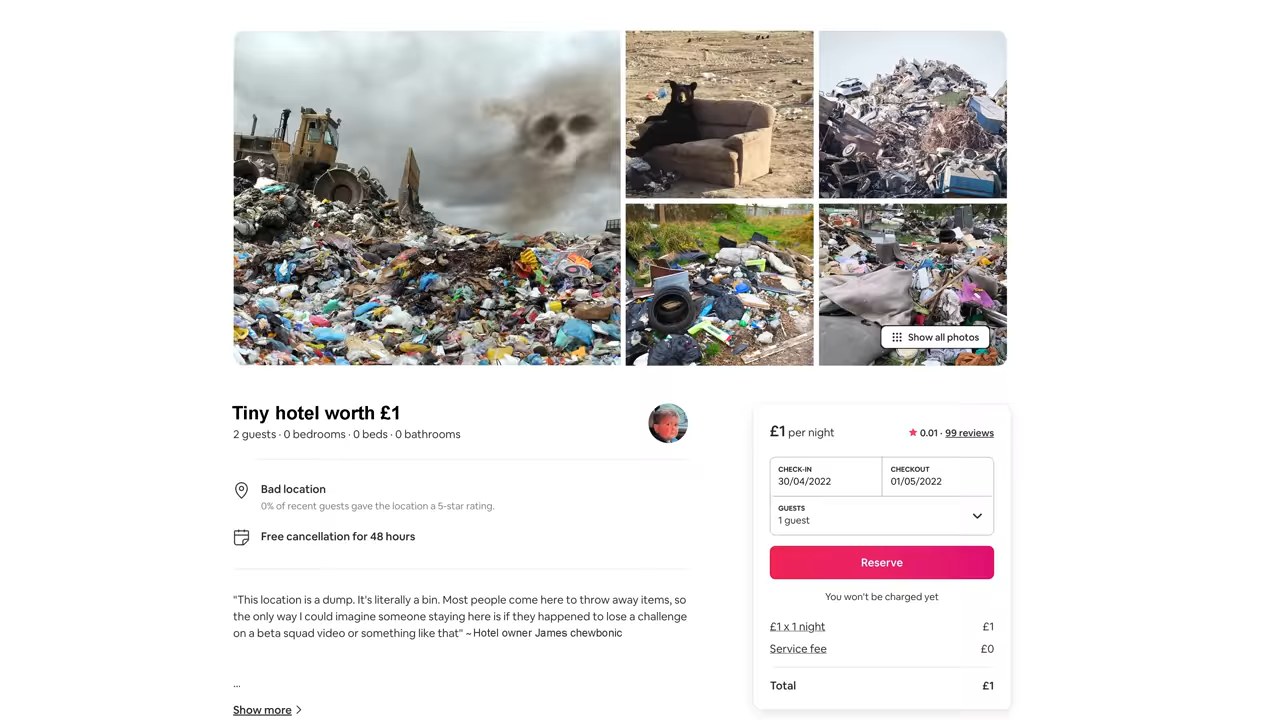 Show all photos
Tiny hotel worth £1
2 guests · 0 bedrooms · 0 beds · 0 bathrooms
Bad location
0% of recent guests gave the location a 5-star rating.
Free cancellation for 48 hours
"This location is a dump. It's literally a bin. Most people come here to throw away items, so
the only way I could imagine someone staying here is if they happened to lose a challenge
on a beta squad video or something like that" ~ Hotel owner James chewbonic
...
Show more
£1 per night
0.01 · 99 reviews
CHECK-IN
30/04/2022
CHECKOUT
01/05/2022
GUESTS
1 guest
Reserve
You won't be charged yet
£1 x 1 night £1
Service fee £0
Total £1